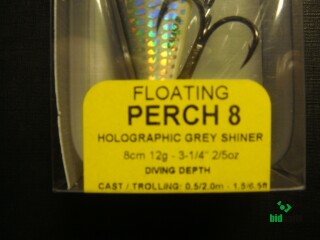 FLOATING
PERCH 8
HOLOGRAPHIC GREY SHINER
8cm 12g - 3-1/4" 2/5oz
DIVING DEPTH
CAST / TROLLING: 0.5/2.0m - 1.5/6.5ft
bid